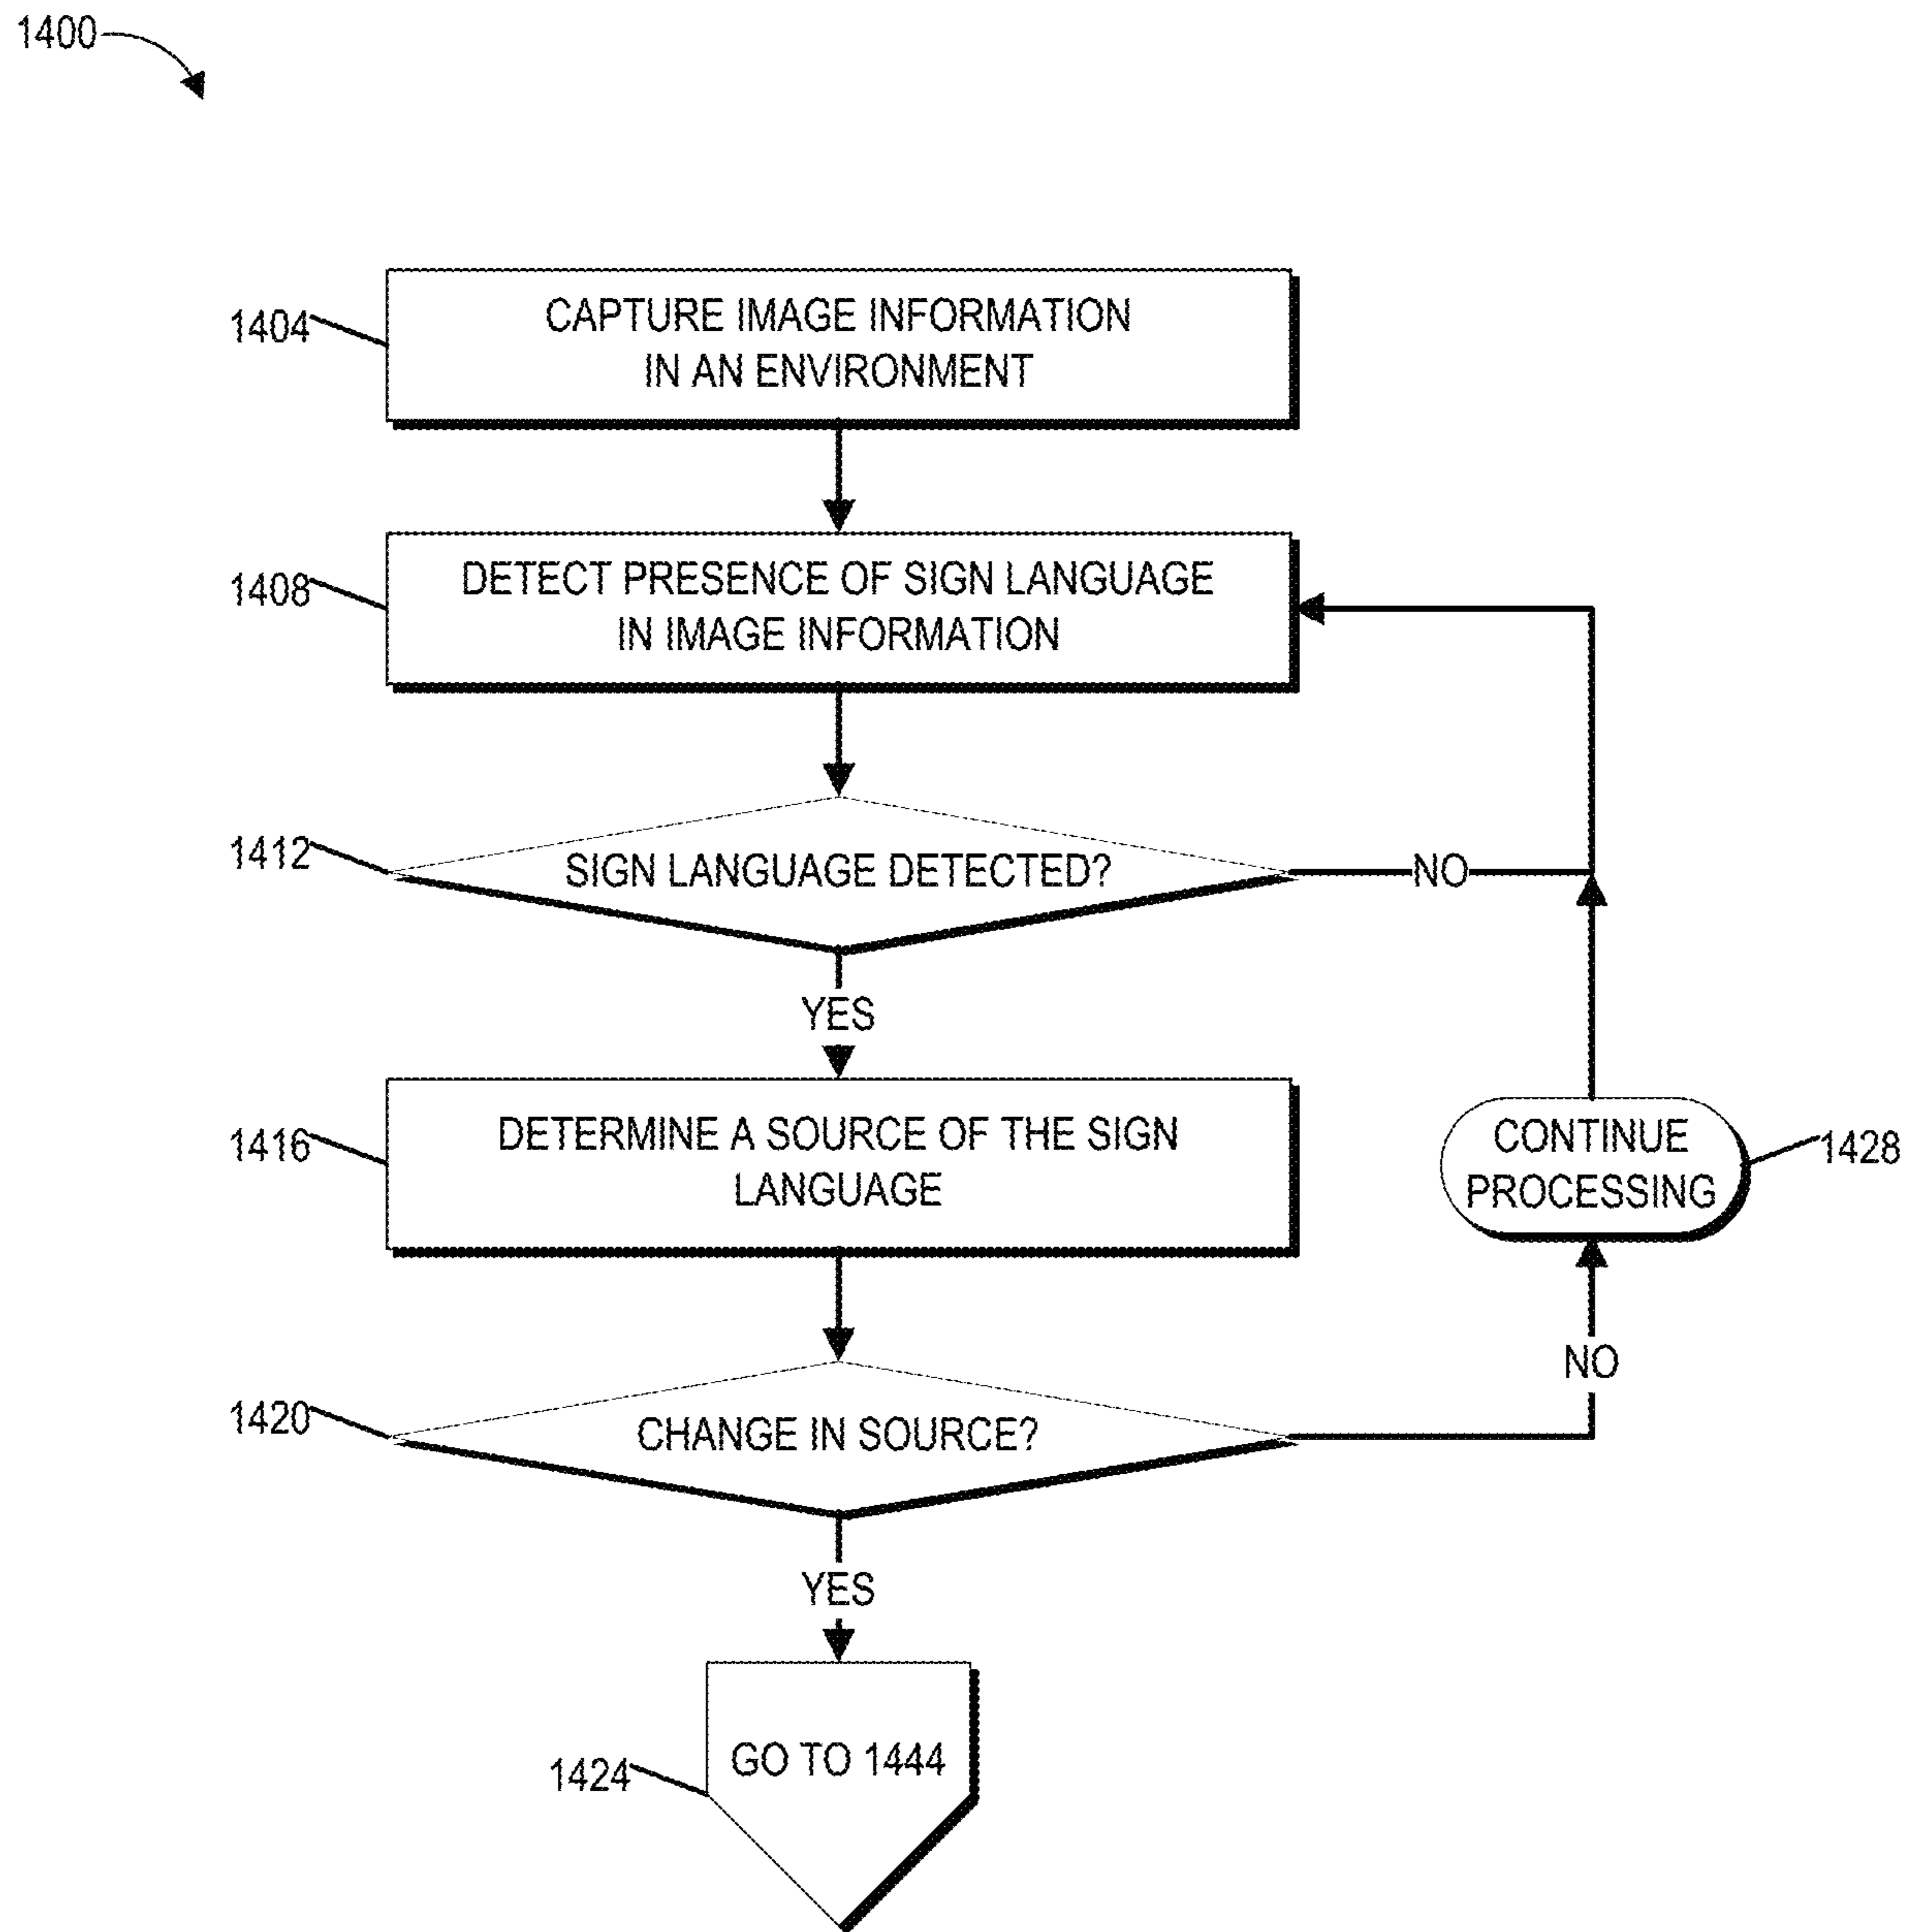 1400
1404
CAPTURE IMAGE INFORMATION
IN AN ENVIRONMENT
1408
DETECT PRESENCE OF SIGN LANGUAGE
IN IMAGE INFORMATION
1412
SIGN LANGUAGE DETECTED?
NO
YES
1416
DETERMINE A SOURCE OF THE SIGN
LANGUAGE
CONTINUE
PROCESSING
1428
1420
CHANGE IN SOURCE?
NO
YES
1424
GO TO 1444